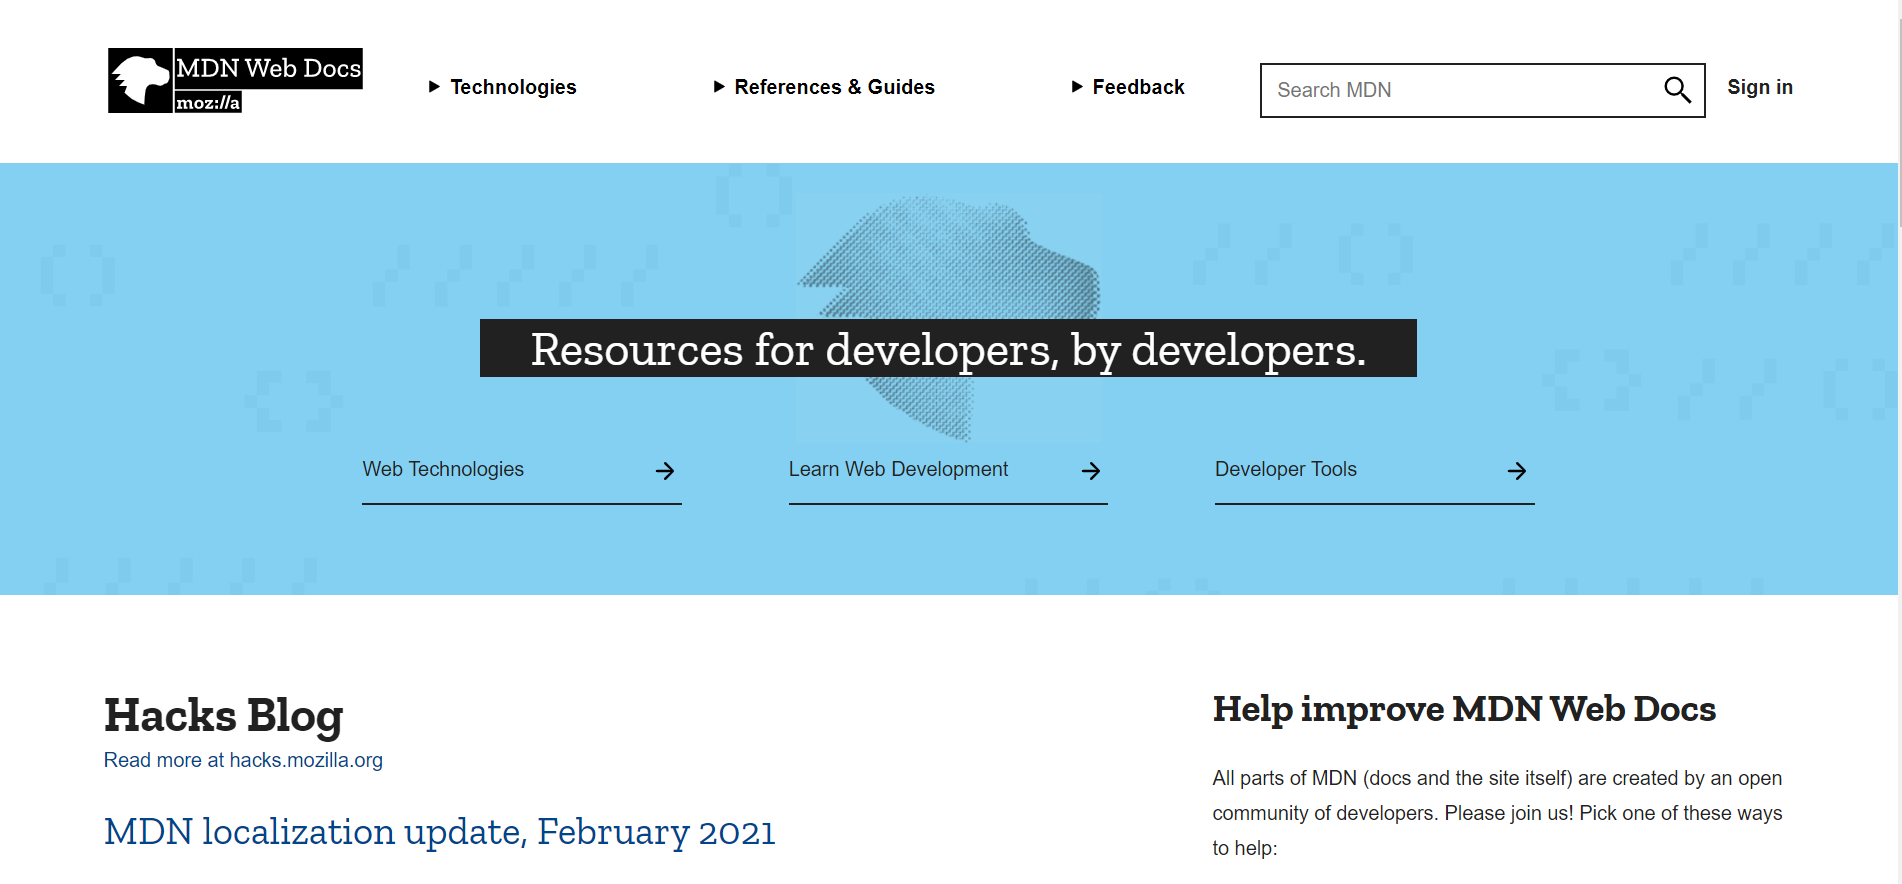 MDN Web Docs
moz://a
Technologies
References & Guides
Feedback
Search MDN
Sign in
Resources for developers, by developers.
Web Technologies
Learn Web Development
Developer Tools
Hacks Blog
Read more at hacks.mozilla.org
MDN localization update, February 2021
Help improve MDN Web Docs
All parts of MDN (docs and the site itself) are created by an open
community of developers. Please join us! Pick one of these ways
to help: